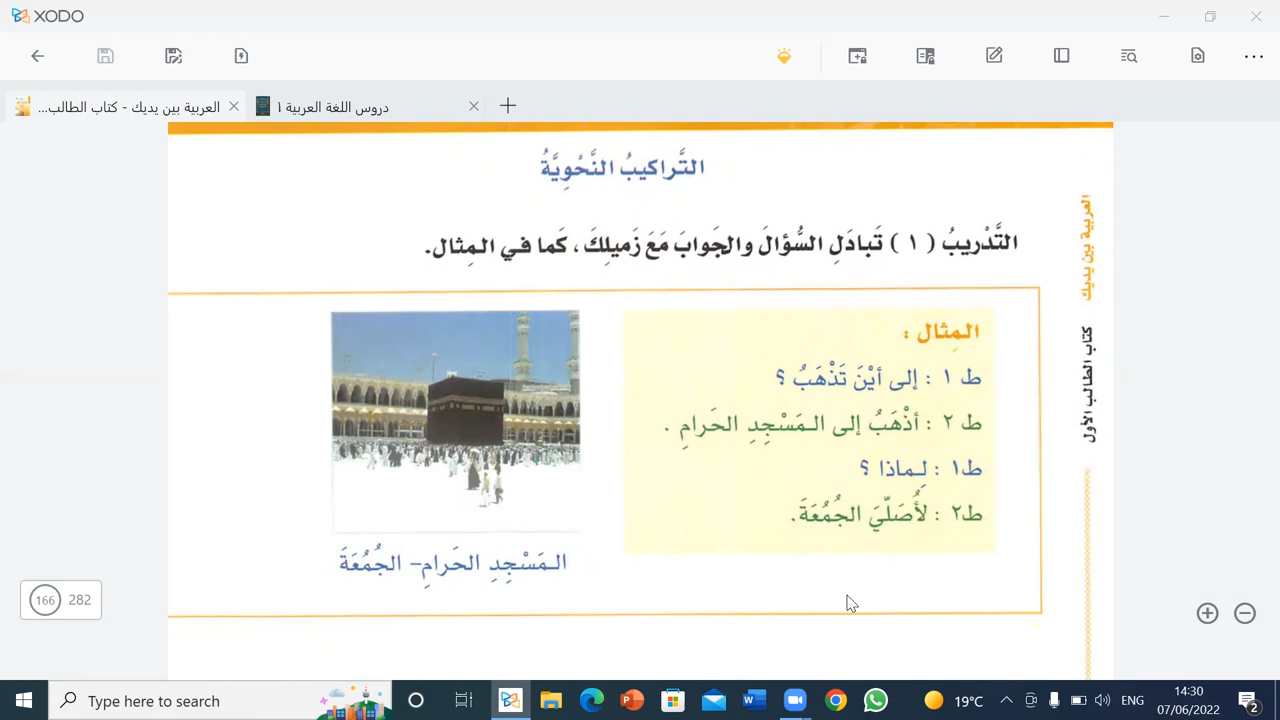 XODO
العربية بين يديك - كتاب الطالب...
دروس اللغة العربية ١
التَّراكيبُ النَّحْوِيَّةُ
التَّدْريبُ ( ١ ) تَبادَلِ السُّؤالَ والجَوابَ مَعَ زَميلِكَ ، كَما في المِثال.
المِثال :
ط ١ : إلى أيْنَ تَذْهَبُ ؟
ط ٢ : أذْهَبُ إلى المَسْجِدِ الحَرامِ .
ط١ : لِماذا ؟
ط٢ : لأُصَلِّيَ الجُمُعَةَ.
المَسْجِدِ الحَرامِ – الجُمُعَةَ
العربية بين يديك
كتاب الطالب الأول
166 282
Type here to search
19°C
ENG
14:30
07/06/2022
2